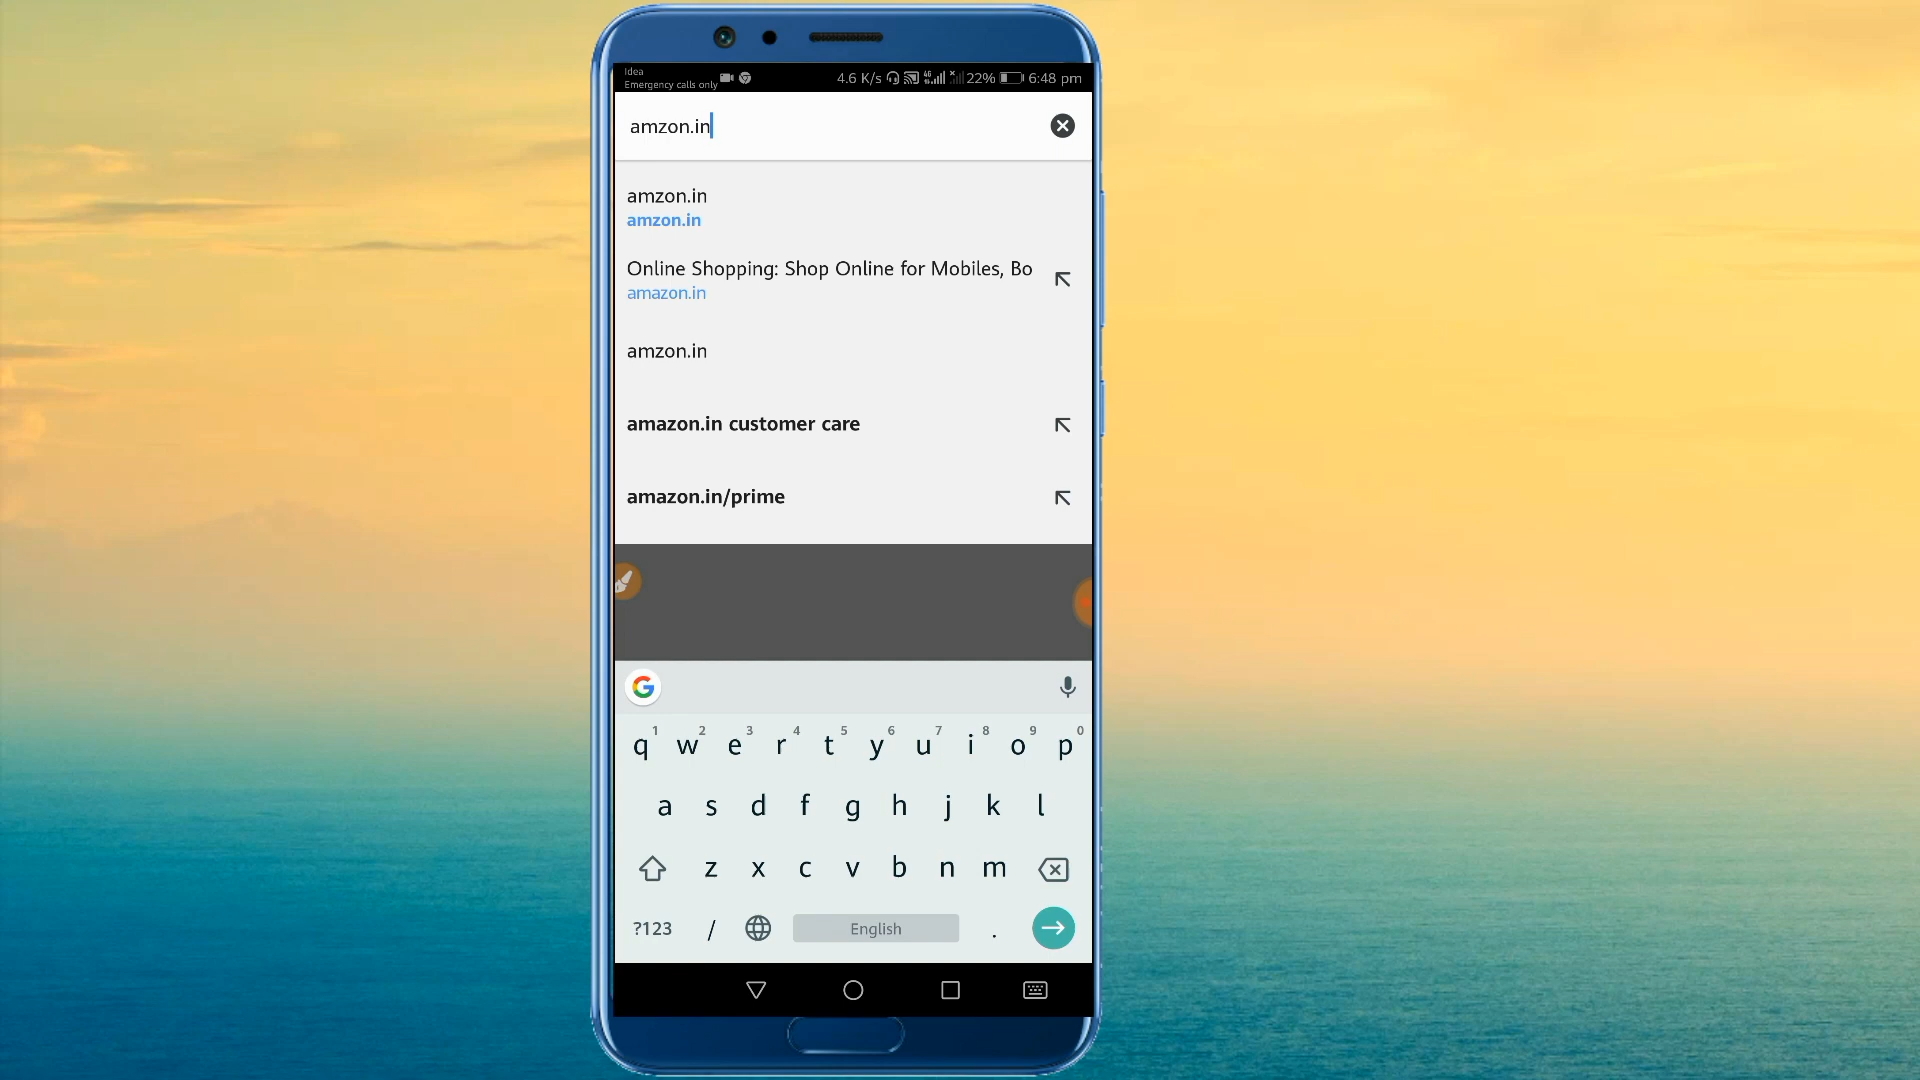 Idea
Emergency calls only
4.6 K/s 4G 22% 6:48 pm
amzon.in
amzon.in
amzon.in
Online Shopping: Shop Online for Mobiles, Bo
amazon.in
amzon.in
amazon.in customer care
amazon.in/prime
G
1 2 3 4 5 6 7 8 9 0
q w e r t y u i o p
a s d f g h j k l
z x c v b n m
?123 / English .